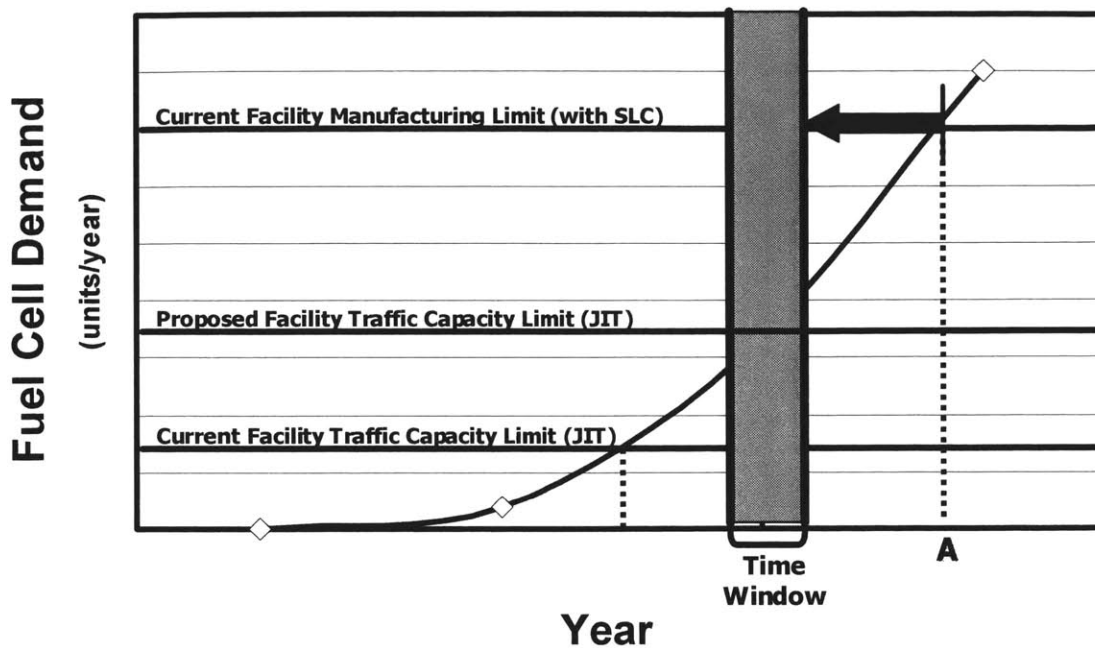 Fuel Cell Demand
(units/year)
Current Facility Manufacturing Limit (with SLC)
Proposed Facility Traffic Capacity Limit (JIT)
Current Facility Traffic Capacity Limit (JIT)
A
Time
Window
Year